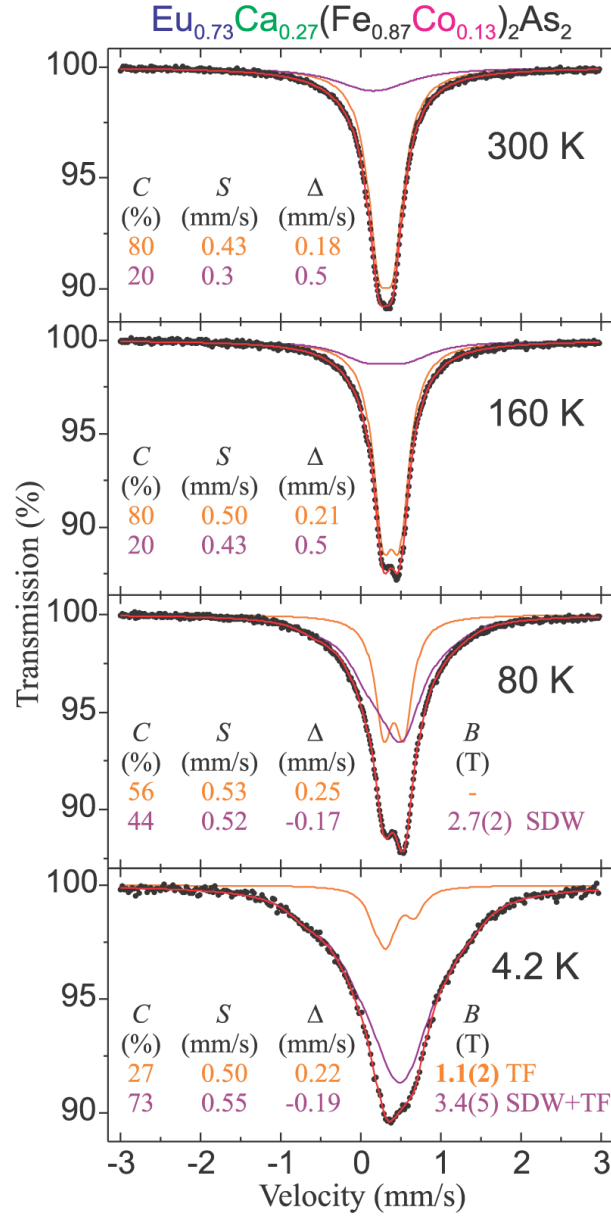 Eu0.73Ca0.27(Fe0.87Co0.13)2As2
Transmission (%)
100
95
90
300 K
C S Δ
(%) (mm/s) (mm/s)
80 0.43 0.18
20 0.3 0.5
100
95
90
160 K
C S Δ
(%) (mm/s) (mm/s)
80 0.50 0.21
20 0.43 0.5
100
95
90
80 K
C S Δ B
(%) (mm/s) (mm/s) (T)
56 0.53 0.25 -
44 0.52 -0.17 2.7(2) SDW
100
95
90
4.2 K
C S Δ B
(%) (mm/s) (mm/s) (T)
27 0.50 0.22 1.1(2) TF
73 0.55 -0.19 3.4(5) SDW+TF
-3 -2 -1 0 1 2 3
Velocity (mm/s)